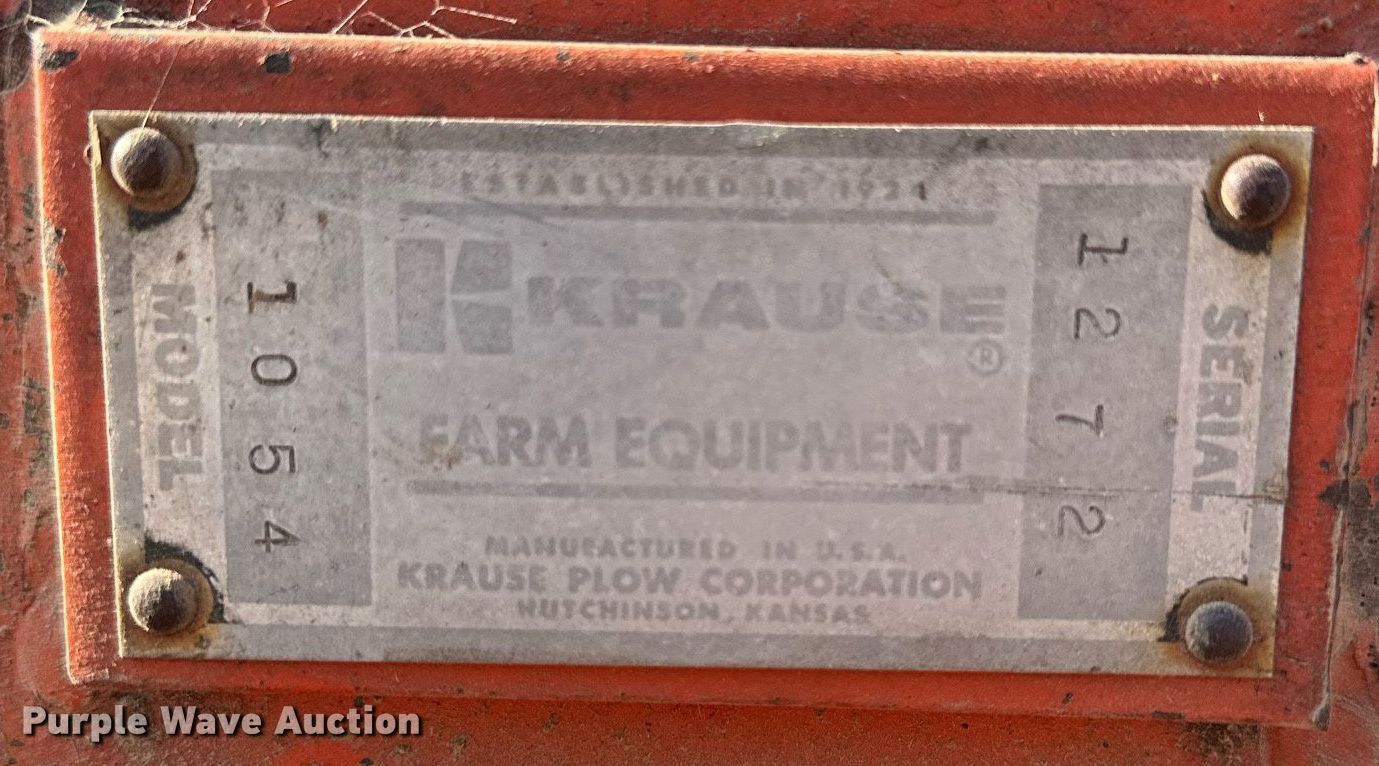 ESTABLISHED IN 1921
KRAUSE®
FARM EQUIPMENT
MANUFACTURED IN U.S.A.
KRAUSE PLOW CORPORATION
HUTCHINSON, KANSAS
MODEL
1054
SERIAL
1272
Purple Wave Auction